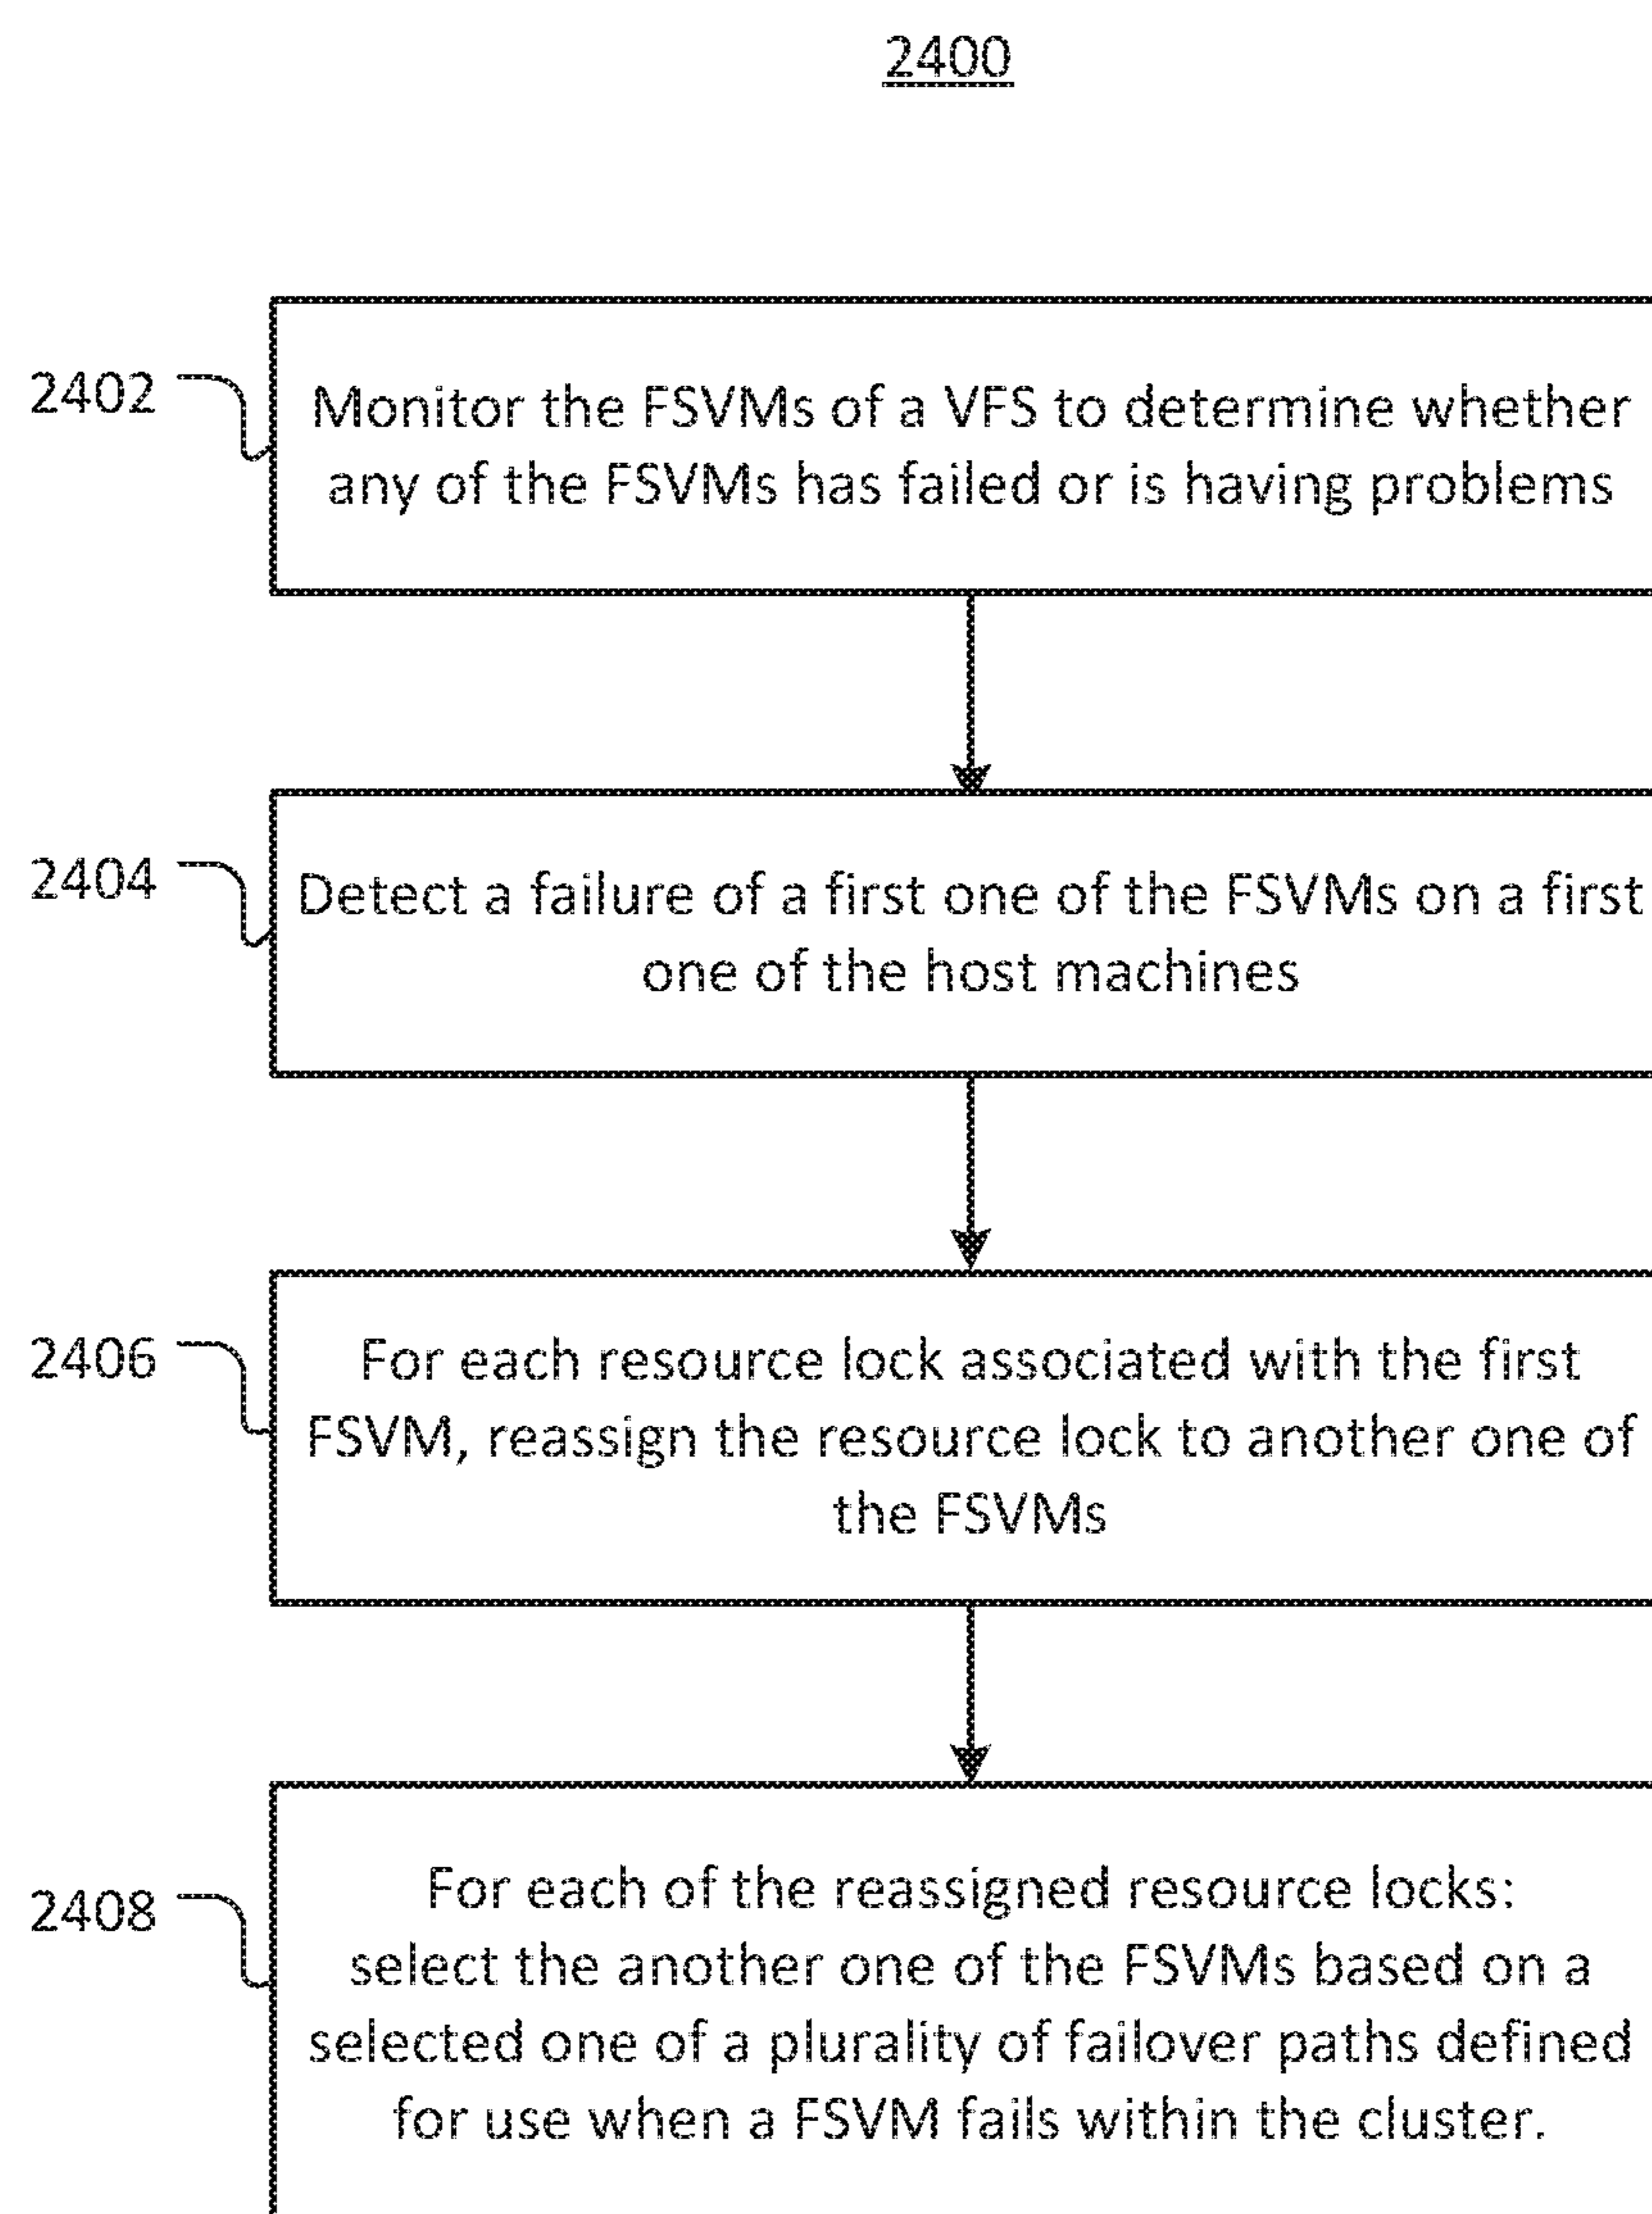 2400
2402
Monitor the FSVMs of a VFS to determine whether
any of the FSVMs has failed or is having problems
2404
Detect a failure of a first one of the FSVMs on a first
one of the host machines
2406
For each resource lock associated with the first
FSVM, reassign the resource lock to another one of
the FSVMs
2408
For each of the reassigned resource locks:
select the another one of the FSVMs based on a
selected one of a plurality of failover paths defined
for use when a FSVM fails within the cluster.